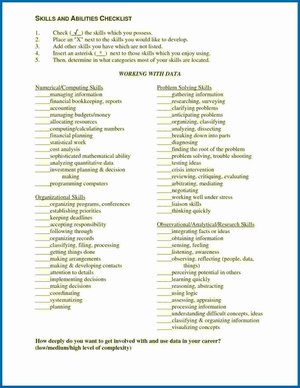 SKILLS AND ABILITIES CHECKLIST
1. Check (√) the skills which you possess.
2. Place an "X" next to the skills you would like to develop.
3. Add other skills you have which are not listed.
4. Insert an asterisk (*) next to those skills which you enjoy using.
5. Then, determine in what categories most of your skills are located.
WORKING WITH DATA
Numerical/Computing Skills
_____managing information
_____financial bookkeeping, reports
_____accounting
_____managing budgets/money
_____allocating resources
_____computing/calculating numbers
_____financial planning
_____statistical work
_____cost analysis
_____sophisticated mathematical ability
_____analyzing quantitative data
_____investment planning & decision
making
_____programming computers
Organizational Skills
_____organizing programs, conferences
_____establishing priorities
_____keeping deadlines
_____accepting responsibility
_____following through
_____organizing records
_____classifying, filing, processing
_____getting things done
_____making arrangements
_____making & developing contacts
_____attention to details
_____implementing decisions
_____making decisions
_____coordinating
_____systematizing
_____planning
Problem Solving Skills
_____gathering information
_____researching, surveying
_____clarifying problems
_____anticipating problems
_____organizing, classifying
_____analyzing, dissecting
_____breaking down into parts
_____diagnosing
_____finding the root of the problem
_____problem solving, trouble shooting
_____testing ideas
_____crisis intervention
_____reviewing, critiquing, evaluating
_____arbitrating; mediating
_____negotiating
_____working well under stress
_____liaison skills
_____thinking quickly
Observational/Analytical/Research Skills
_____integrating facts or ideas
_____obtaining information
_____sensing, feeling
_____listening, awareness
_____observing, reflecting (people, data,
things)
_____perceiving potential in others
_____learning quickly
_____reasoning, abstracting
_____using logic
_____assessing, appraising
_____processing information
_____understanding difficult concepts, ideas
_____classifying & organizing information
_____visualizing concepts
How deeply do you want to get involved with and use data in your career?
(low/medium/high level of complexity)